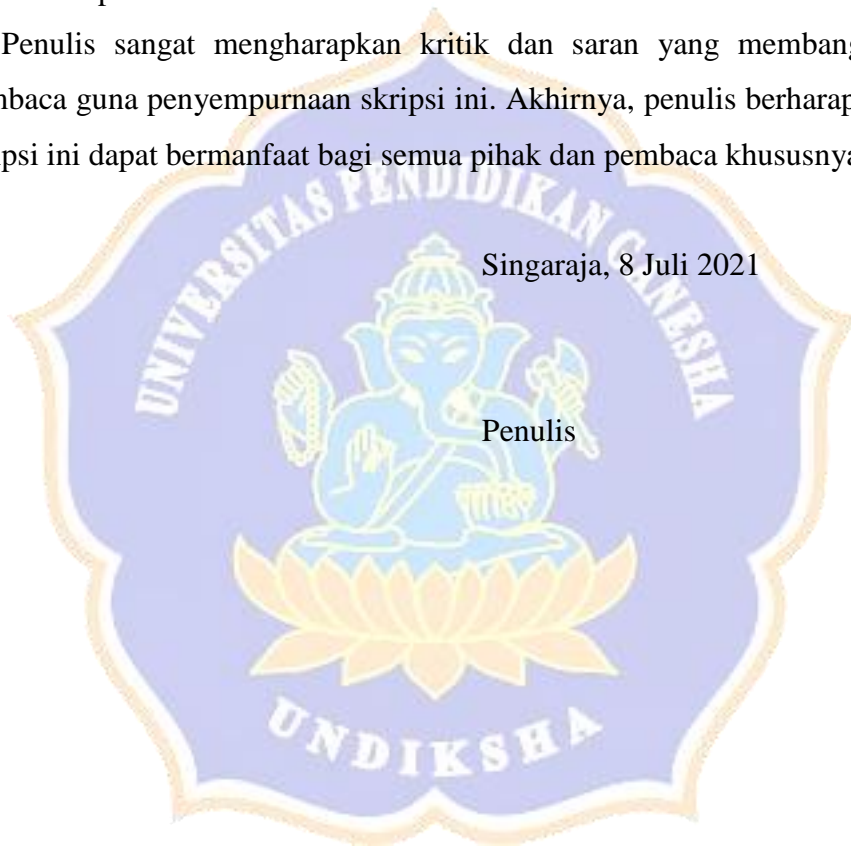 Penulis sangat mengharapkan kritik dan saran yang membang
mbaca guna penyempurnaan skripsi ini. Akhirnya, penulis berharap
ipsi ini dapat bermanfaat bagi semua pihak dan pembaca khususnya
UNIVERSITAS PENDIDIKAN GANESHA
Singaraja, 8 Juli 2021
Penulis
UNDIKSHA